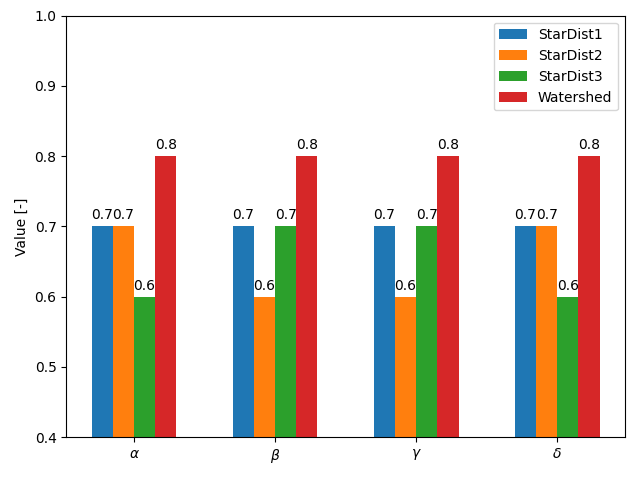 1.0
0.9
0.8
0.7
0.6
0.5
0.4
Value [-]
StarDist1
StarDist2
StarDist3
Watershed
0.7 0.7 0.6 0.8
0.7 0.6 0.7 0.8
0.7 0.6 0.7 0.8
0.7 0.7 0.6 0.8
α β γ δ